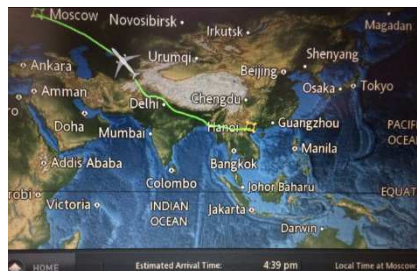 Moscow
Novosibirsk
Magadan
Irkutsk
Urumqi
Shenyang
Ankara
Beijing
Osaka
Tokyo
Amman
Delhi
Chengdu
Doha
Hanoi
Guangzhou
PACIFI
OCEA
Mumbai
Manila
Addis Ababa
Bangkok
Colombo
Johor Baharu
robi
Victoria
INDIAN
OCEAN
EQUAT
Jakarta
Darwin
HOME
Estimated Arrival Time:
4:39 pm
Local Time at Moscow